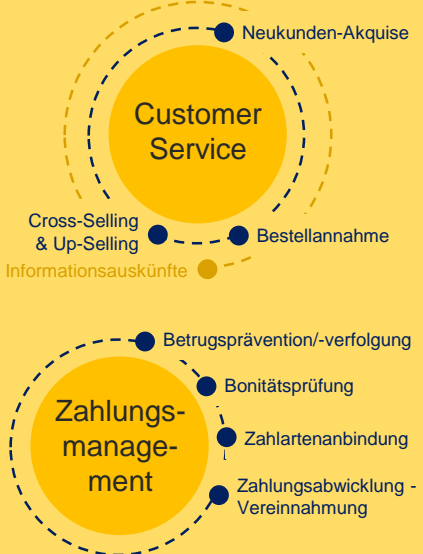 Neukunden-Akquise
Customer
Service
Cross-Selling
& Up-Selling
Bestellannahme
Informationsauskünfte
Betrugsprävention/-verfolgung
Bonitätsprüfung
Zahlungs-
manage-
ment
Zahlartenanbindung
Zahlungsabwicklung -
Vereinnahmung